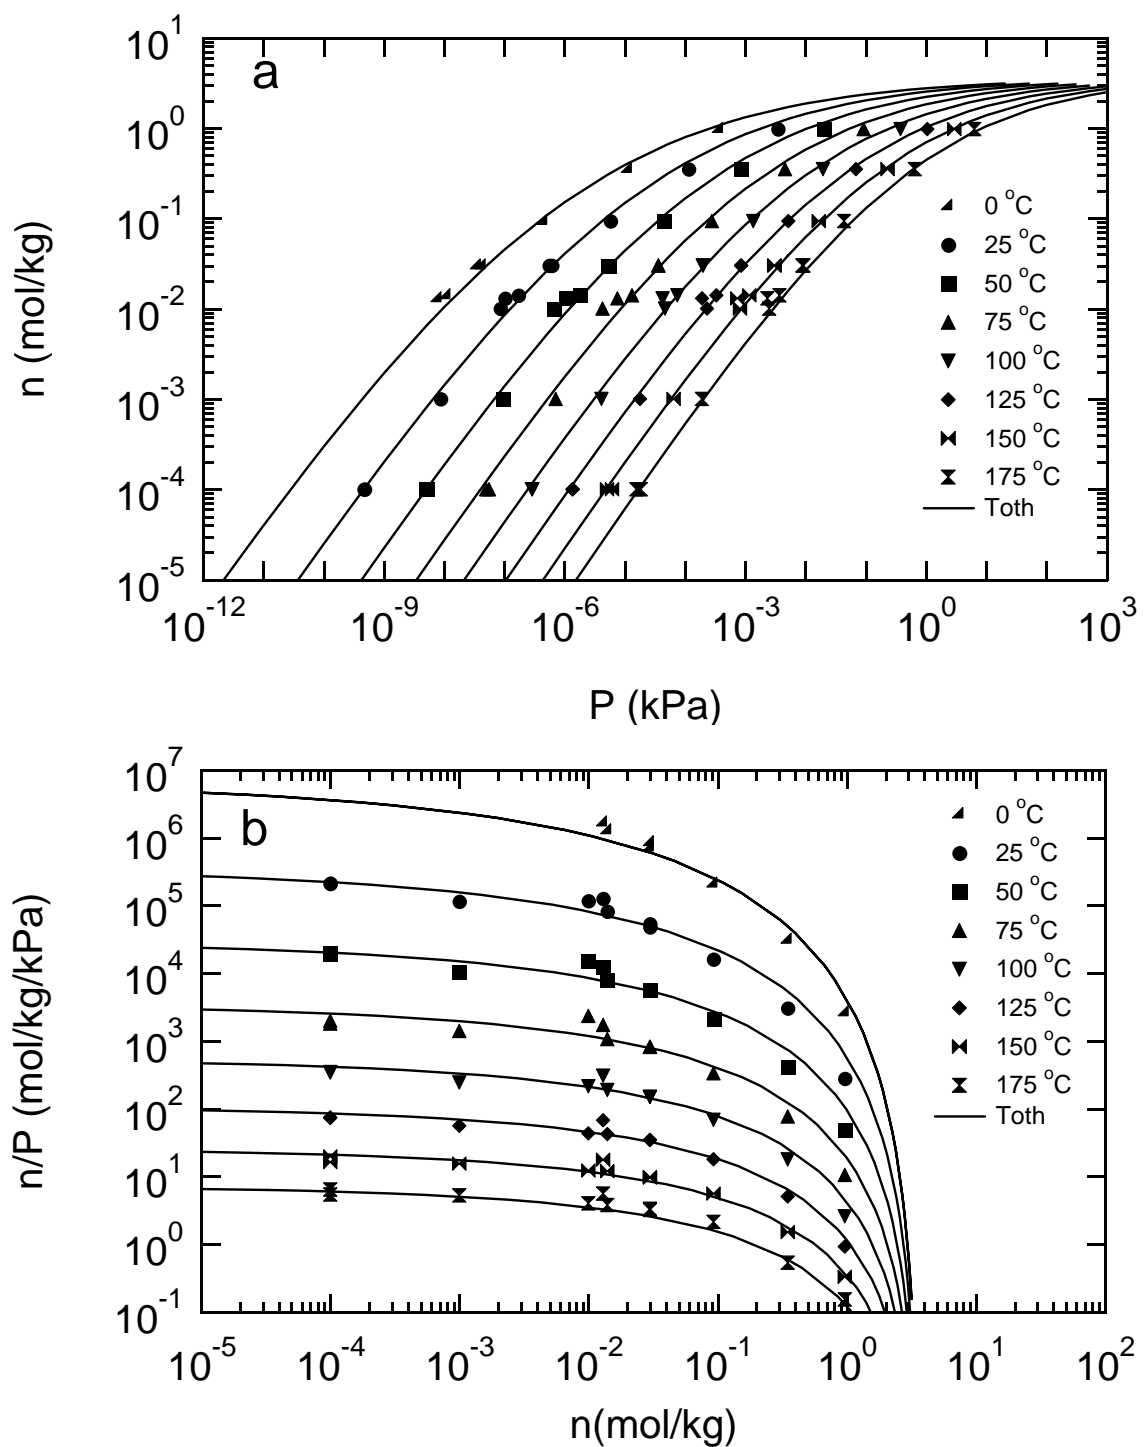 a
n (mol/kg)
10^1
10^0
10^-1
10^-2
10^-3
10^-4
10^-5
0 °C
25 °C
50 °C
75 °C
100 °C
125 °C
150 °C
175 °C
Toth
10^-12 10^-9 10^-6 10^-3 10^0 10^3
P (kPa)
b
n/P (mol/kg/kPa)
10^7
10^6
10^5
10^4
10^3
10^2
10^1
10^0
10^-1
0 °C
25 °C
50 °C
75 °C
100 °C
125 °C
150 °C
175 °C
Toth
10^-5 10^-4 10^-3 10^-2 10^-1 10^0 10^1 10^2
n(mol/kg)